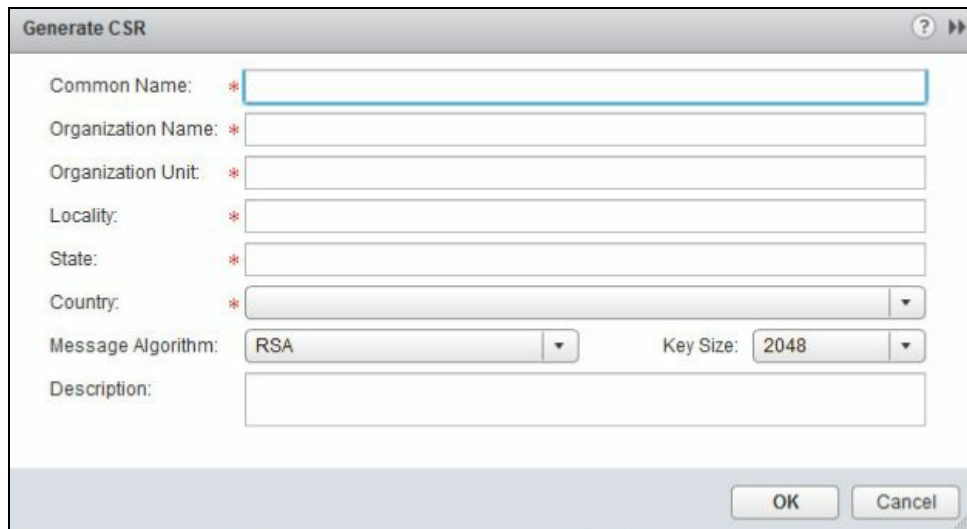 Generate CSR ?
Common Name: *
Organization Name: *
Organization Unit: *
Locality: *
State: *
Country: *
Message Algorithm: RSA Key Size: 2048
Description:
OK Cancel